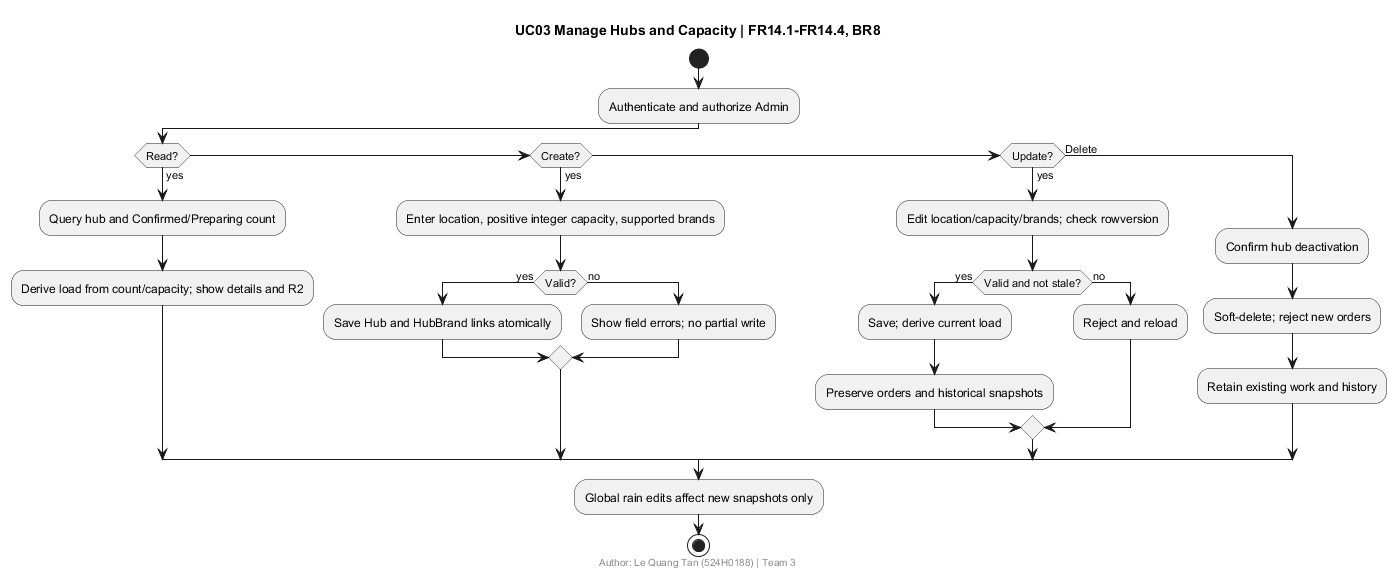 UC03 Manage Hubs and Capacity | FR14.1-FR14.4, BR8
Authenticate and authorize Admin
Read?
yes
Query hub and Confirmed/Preparing count
Derive load from count/capacity; show details and R2
Create?
yes
Enter location, positive integer capacity, supported brands
Valid?
yes
no
Save Hub and HubBrand links atomically
Show field errors; no partial write
Update?
yes
Delete
Edit location/capacity/brands; check rowversion
Valid and not stale?
yes
no
Save; derive current load
Preserve orders and historical snapshots
Reject and reload
Confirm hub deactivation
Soft-delete; reject new orders
Retain existing work and history
Global rain edits affect new snapshots only
Author: Le Quang Tan (524H0188) | Team 3